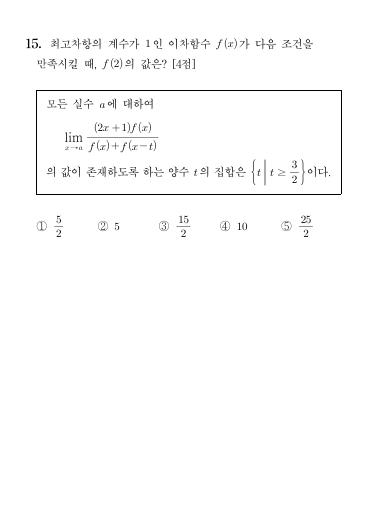 15. 최고차항의 계수가 1인 이차함수 f(x)가 다음 조건을
만족시킬 때, f(2)의 값은? [4점]
모든 실수 a에 대하여
lim_{x→a} (2x+1)f(x) / (f(x)+f(x−t))
의 값이 존재하도록 하는 양수 t의 집합은 {t | t ≥ 3/2}이다.
① 5/2 ② 5 ③ 15/2 ④ 10 ⑤ 25/2